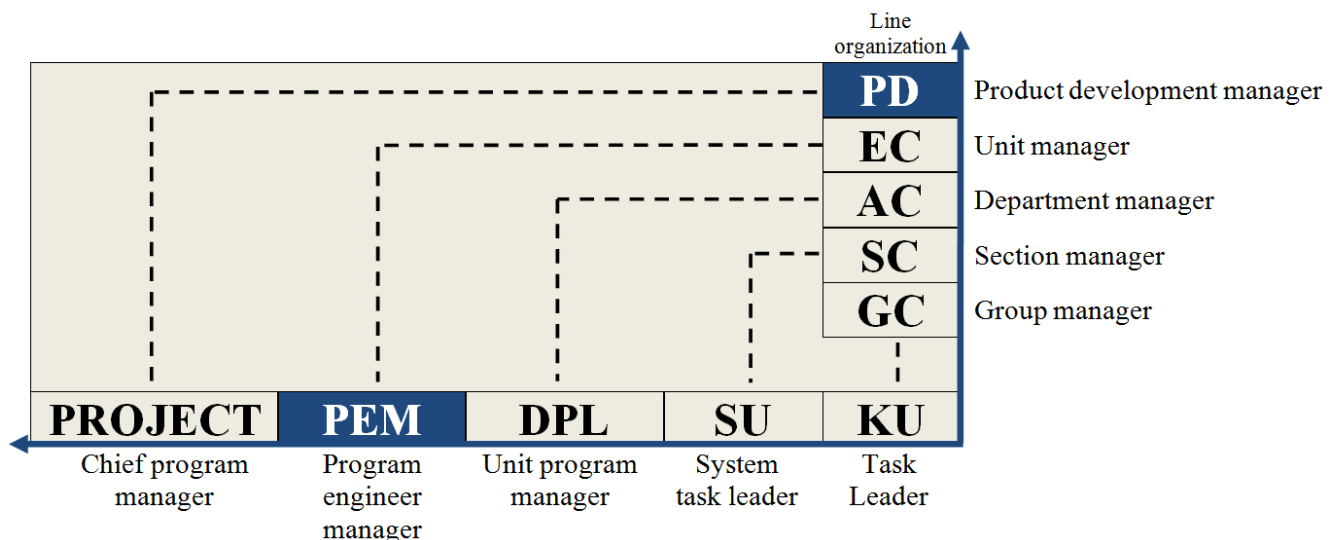 Line
organization
PD
Product development manager
EC
Unit manager
AC
Department manager
SC
Section manager
GC
Group manager
PROJECT
PEM
DPL
SU
KU
Chief program
manager
Program
engineer
manager
Unit program
manager
System
task leader
Task
Leader